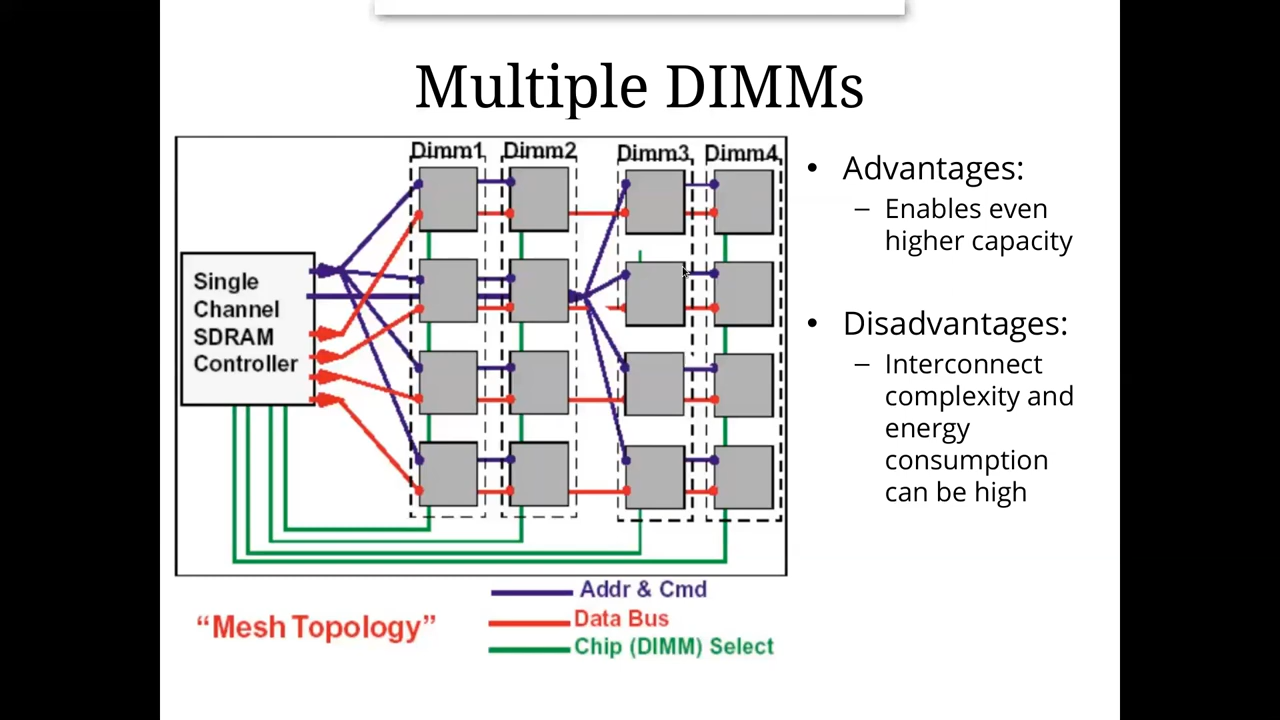 Multiple DIMMs
Dimm1
Dimm2
Dimm3
Dimm4
Single
Channel
SDRAM
Controller
“Mesh Topology”
Addr & Cmd
Data Bus
Chip (DIMM) Select
• Advantages:
– Enables even
higher capacity
• Disadvantages:
– Interconnect
complexity and
energy
consumption
can be high